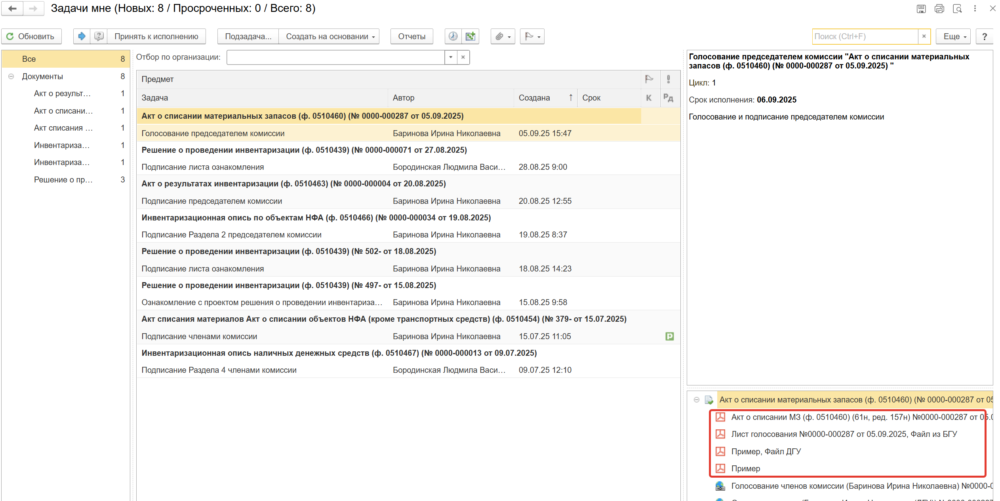 Задачи мне (Новых: 8 / Просроченных: 0 / Всего: 8)
Обновить
Принять к исполнению
Подзадача...
Создать на основании
Отчеты
Поиск (Ctrl+F)
×
Еще
?
Все 8
Документы 8
Акт о результ... 1
Акт о списани... 1
Акт списания ... 1
Инвентариза... 1
Инвентариза... 1
Решение о пр... 3
Отбор по организации:
×
Предмет
Задача Автор Создана ↑ Срок К Рд
Акт о списании материальных запасов (ф. 0510460) (№ 0000-000287 от 05.09.2025)
Голосование председателем комиссии Баринова Ирина Николаевна 05.09.25 15:47
Решение о проведении инвентаризации (ф. 0510439) (№ 0000-000071 от 27.08.2025)
Подписание листа ознакомления Бородинская Людмила Васи... 28.08.25 9:00
Акт о результатах инвентаризации (ф. 0510463) (№ 0000-000004 от 20.08.2025)
Подписание председателем комиссии Баринова Ирина Николаевна 20.08.25 12:55
Инвентаризационная опись по объектам НФА (ф. 0510466) (№ 0000-000034 от 19.08.2025)
Подписание Раздела 2 председателем комиссии Баринова Ирина Николаевна 19.08.25 8:37
Решение о проведении инвентаризации (ф. 0510439) (№ 502- от 18.08.2025)
Подписание листа ознакомления Баринова Ирина Николаевна 18.08.25 14:23
Решение о проведении инвентаризации (ф. 0510439) (№ 497- от 15.08.2025)
Ознакомление с проектом решения о проведении инвентариза... Баринова Ирина Николаевна 15.08.25 9:58
Акт списания материалов Акт о списании объектов НФА (кроме транспортных средств) (ф. 0510454) (№ 379- от 15.07.2025)
Подписание членами комиссии Баринова Ирина Николаевна 15.07.25 11:05 P
Инвентаризационная опись наличных денежных средств (ф. 0510467) (№ 0000-000013 от 09.07.2025)
Подписание Раздела 4 членами комиссии Бородинская Людмила Васи... 09.07.25 12:10
Голосование председателем комиссии "Акт о списании материальных
запасов (ф. 0510460) (№ 0000-000287 от 05.09.2025) "
Цикл: 1
Срок исполнения: 06.09.2025
Голосование и подписание председателем комиссии
Акт о списании материальных запасов (ф. 0510460) (№ 0000-000287 от 05
Акт о списании МЗ (ф. 0510460) (61н, ред. 157н) №0000-000287 от 05.0
Лист голосования №0000-000287 от 05.09.2025, Файл из БГУ
Пример, Файл ДГУ
Пример
Голосование членов комиссии (Баринова Ирина Николаевна) №0000-0